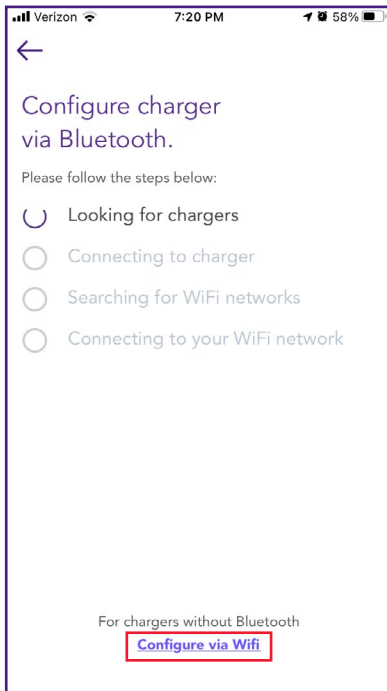 Verizon 7:20 PM 58%
Configure charger
via Bluetooth.
Please follow the steps below:
Looking for chargers
Connecting to charger
Searching for WiFi networks
Connecting to your WiFi network
For chargers without Bluetooth
Configure via Wifi